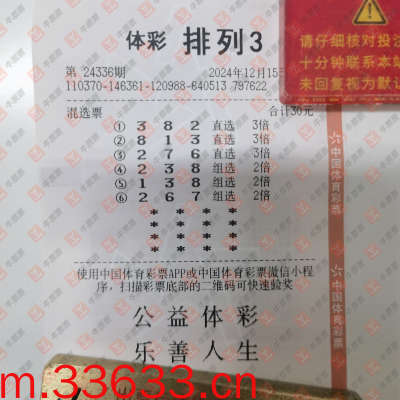 体彩 排列3
第 24336期 2024年12月15
110370-146361-120988-640513 797622
混选票 合计30元
① 3 8 2 直选 3倍
② 8 1 3 直选 3倍
③ 2 7 6 直选 3倍
④ 2 3 8 组选 2倍
⑤ 1 3 8 组选 2倍
⑥ 2 6 7 组选 2倍
* * * *
* * * *
* * * *
* * * *
使用中国体育彩票APP或中国体育彩票微信小程
序，扫描彩票底部的二维码可快速验奖
公益体彩
乐善人生
请仔细核对投注
十分钟联系本站
未回复视为默认
中国体育彩票
中国体育彩票
m.33633.cn